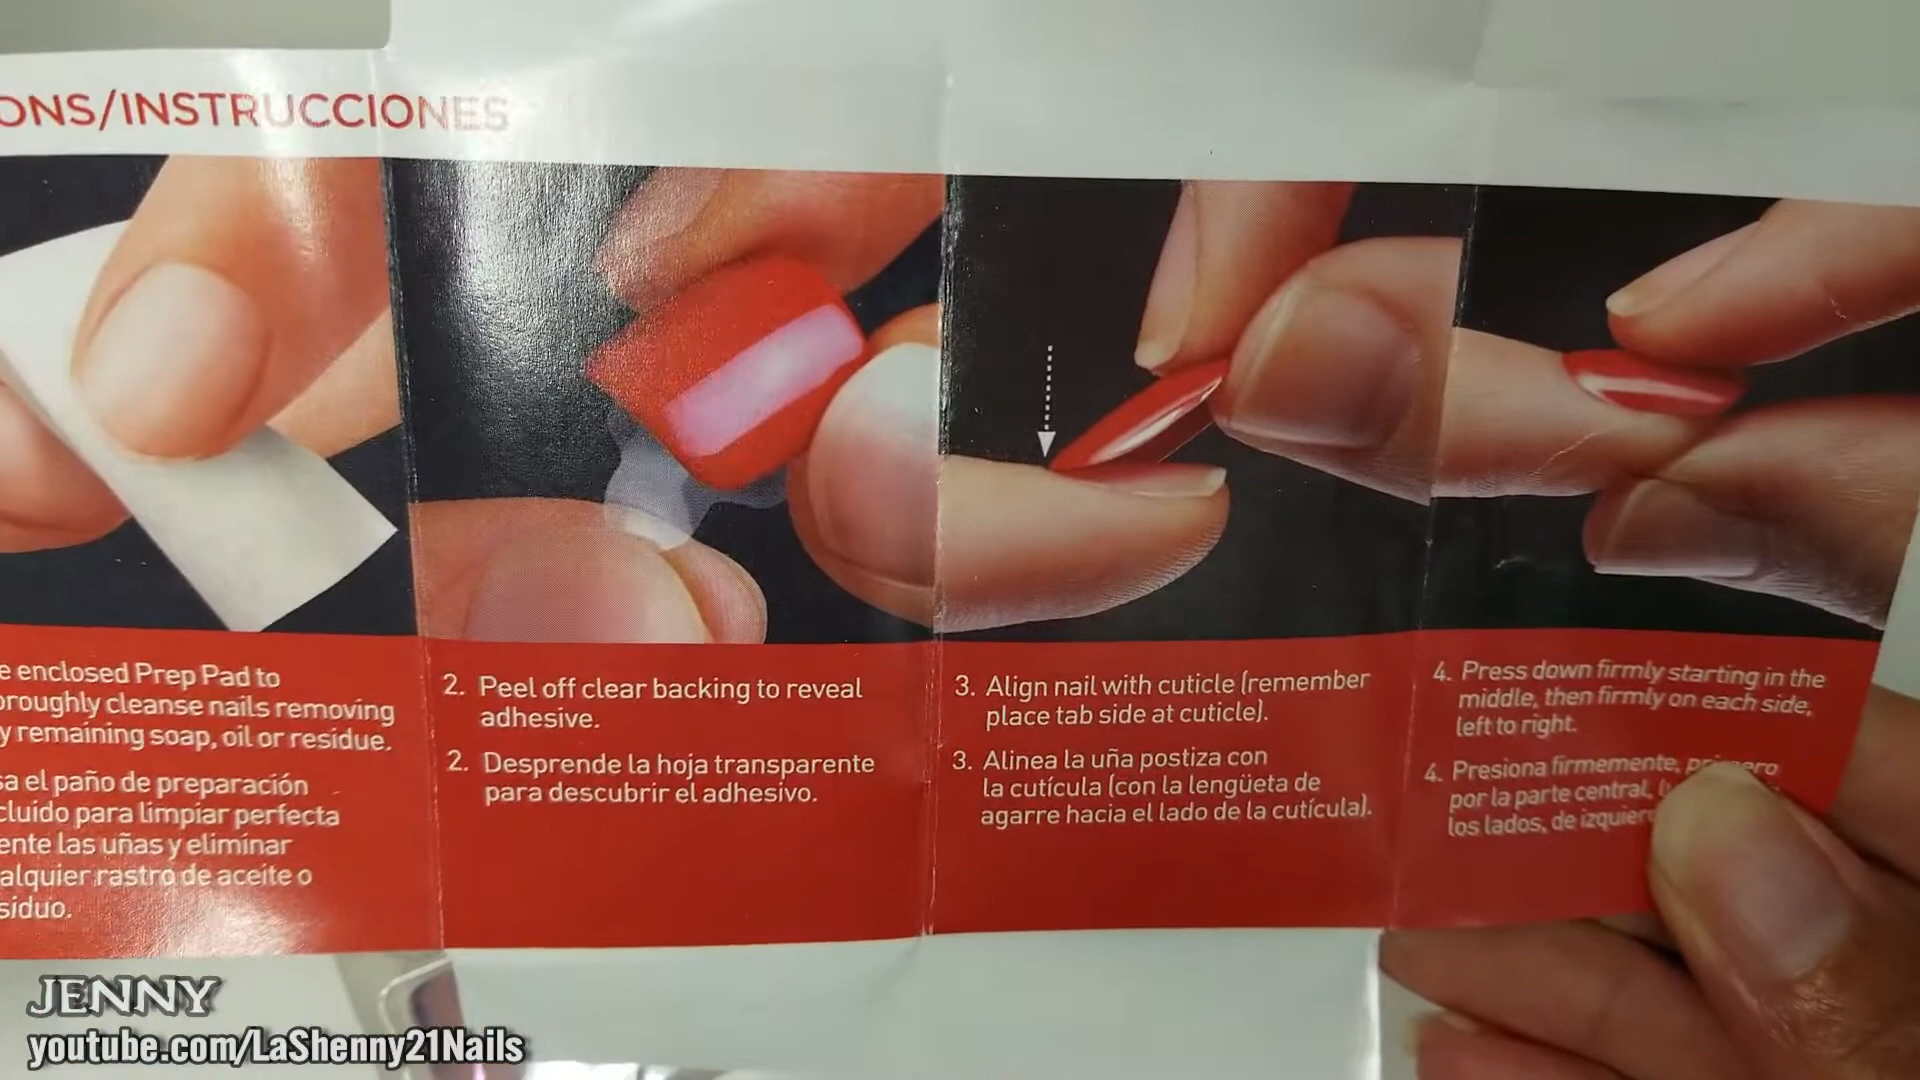 ONS/INSTRUCCIONES
enclosed Prep Pad to
oroughly cleanse nails removing
y remaining soap, oil or residue.
sa el paño de preparación
cluido para limpiar perfecta
ente las uñas y eliminar
alquier rastro de aceite o
siduo.
2. Peel off clear backing to reveal
adhesive.
2. Desprende la hoja transparente
para descubrir el adhesivo.
3. Align nail with cuticle (remember
place tab side at cuticle).
3. Alinea la uña postiza con
la cutícula (con la lengüeta de
agarre hacia el lado de la cutícula).
4. Press down firmly starting in the
middle, then firmly on each side,
left to right.
4. Presiona firmemente,
por la parte central,
los lados, de izquier
JENNY
youtube.com/LaShenny21Nails